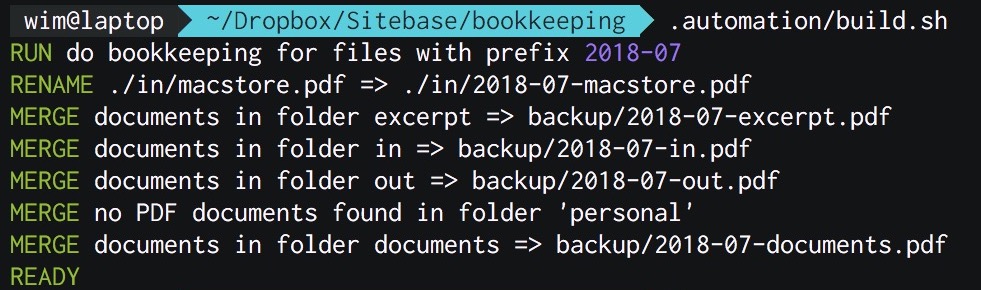 wim@laptop ~/Dropbox/Sitebase/bookkeeping .automation/build.sh
RUN do bookkeeping for files with prefix 2018-07
RENAME ./in/macstore.pdf => ./in/2018-07-macstore.pdf
MERGE documents in folder excerpt => backup/2018-07-excerpt.pdf
MERGE documents in folder in => backup/2018-07-in.pdf
MERGE documents in folder out => backup/2018-07-out.pdf
MERGE no PDF documents found in folder 'personal'
MERGE documents in folder documents => backup/2018-07-documents.pdf
READY